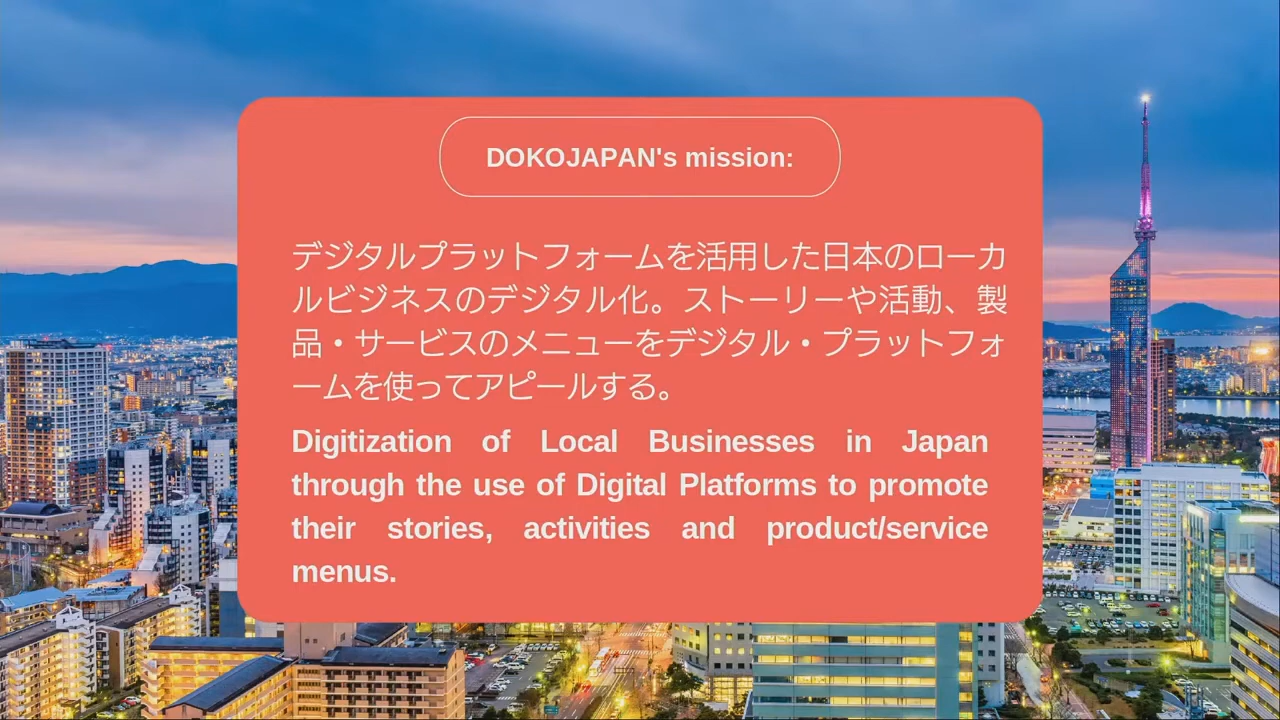 DOKOJAPAN's mission:
デジタルプラットフォームを活用した日本のローカ
ルビジネスのデジタル化。ストーリーや活動、製
品・サービスのメニューをデジタル・プラットフォ
ームを使ってアピールする。
Digitization of Local Businesses in Japan
through the use of Digital Platforms to promote
their stories, activities and product/service
menus.